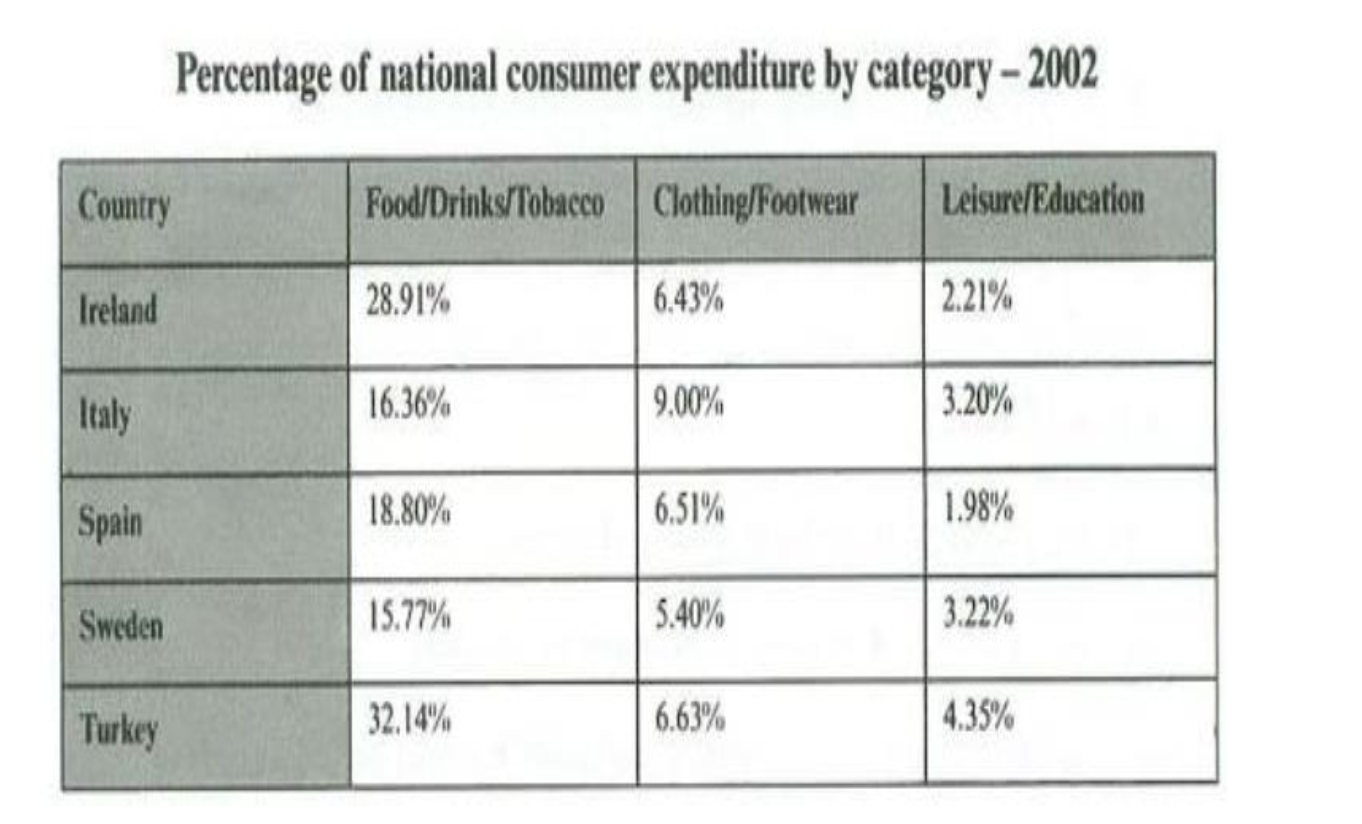 Percentage of national consumer expenditure by category – 2002
Country Food/Drinks/Tobacco Clothing/Footwear Leisure/Education
Ireland 28.91% 6.43% 2.21%
Italy 16.36% 9.00% 3.20%
Spain 18.80% 6.51% 1.98%
Sweden 15.77% 5.40% 3.22%
Turkey 32.14% 6.63% 4.35%